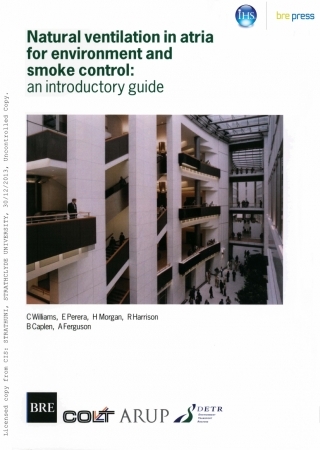 Natural ventilation in atria
for environment and
smoke control:
an introductory guide
IHS
bre press
Licensed copy from CIS: STRATHUNI, STRATHCLYDE UNIVERSITY, 30/12/2013, Uncontrolled Copy.
C Williams, E Perera, H Morgan, R Harrison
B Caplen, A Ferguson
BRE
COLT
ARUP
DETR